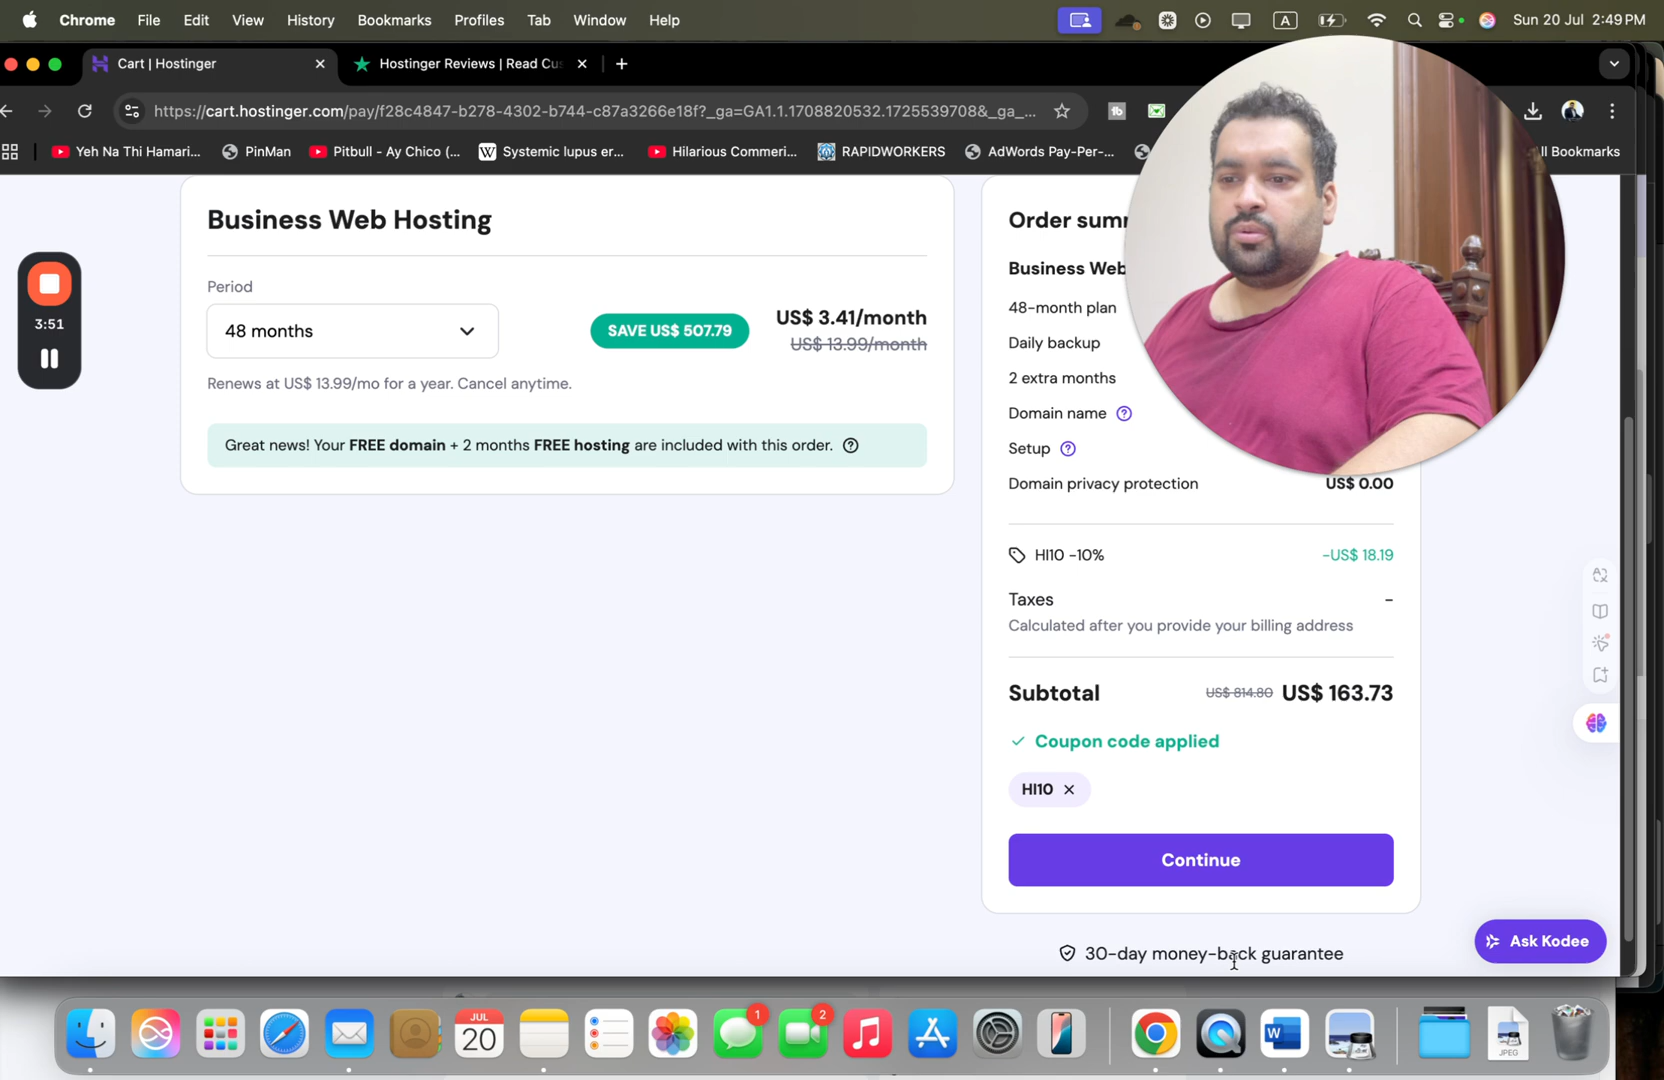 Chrome File Edit View History Bookmarks Profiles Tab Window Help
A
Sun 20 Jul 2:49 PM
Cart | Hostinger
Hostinger Reviews | Read Cu
https://cart.hostinger.com/pay/f28c4847-b278-4302-b744-c87a3266e18f?_ga=GA1.1.1708820532.1725539708&_ga_...
tb
Yeh Na Thi Hamari... PinMan Pitbull - Ay Chico (... W Systemic lupus er... Hilarious Commeri... RAPIDWORKERS AdWords Pay-Per-... ll Bookmarks
3:51
Business Web Hosting
Period
48 months
SAVE US$ 507.79
US$ 3.41/month
US$ 13.99/month
Renews at US$ 13.99/mo for a year. Cancel anytime.
Great news! Your FREE domain + 2 months FREE hosting are included with this order.
Order summ
Business Web
48-month plan
Daily backup
2 extra months
Domain name
Setup
Domain privacy protection US$ 0.00
HI10 -10% -US$ 18.19
Taxes -
Calculated after you provide your billing address
Subtotal US$ 814.80 US$ 163.73
Coupon code applied
HI10
Continue
30-day money-back guarantee
Ask Kodee
JUL
20
1
2
W
JPEG